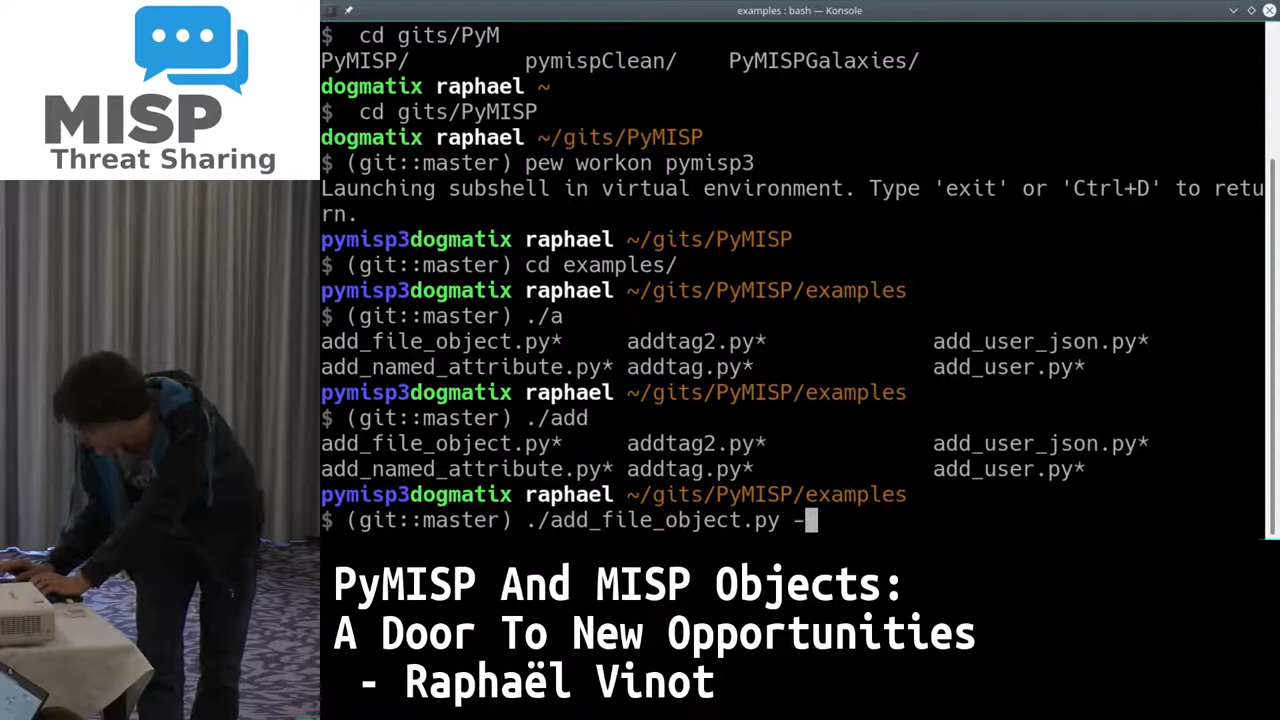 MISP
Threat Sharing
examples : bash — Konsole
$  cd gits/PyM
PyMISP/ pymispClean/ PyMISPGalaxies/
dogmatix raphael ~
$  cd gits/PyMISP
dogmatix raphael ~/gits/PyMISP
$ (git::master) pew workon pymisp3
Launching subshell in virtual environment. Type 'exit' or 'Ctrl+D' to retu
rn.
pymisp3dogmatix raphael ~/gits/PyMISP
$ (git::master) cd examples/
pymisp3dogmatix raphael ~/gits/PyMISP/examples
$ (git::master) ./a
add_file_object.py* addtag2.py* add_user_json.py*
add_named_attribute.py* addtag.py* add_user.py*
pymisp3dogmatix raphael ~/gits/PyMISP/examples
$ (git::master) ./add
add_file_object.py* addtag2.py* add_user_json.py*
add_named_attribute.py* addtag.py* add_user.py*
pymisp3dogmatix raphael ~/gits/PyMISP/examples
$ (git::master) ./add_file_object.py -
PyMISP And MISP Objects:
A Door To New Opportunities
- Raphaël Vinot